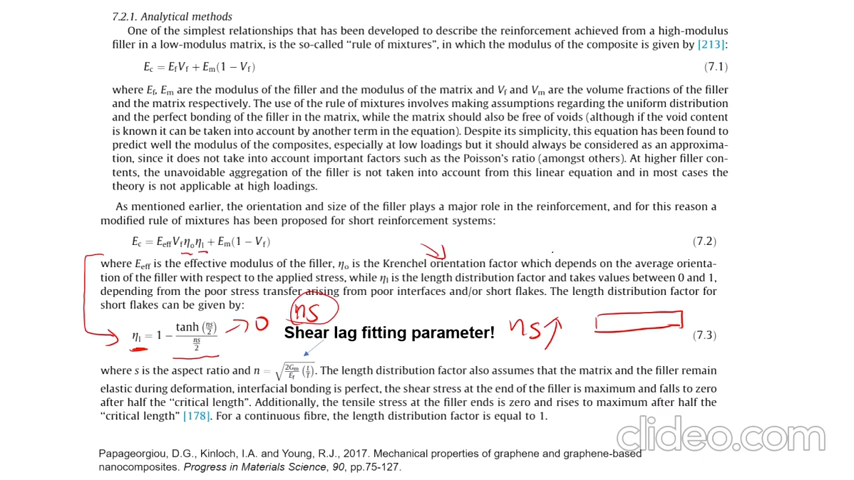 7.2.1. Analytical methods
One of the simplest relationships that has been developed to describe the reinforcement achieved from a high-modulus
filler in a low-modulus matrix, is the so-called “rule of mixtures”, in which the modulus of the composite is given by [213]:
E_c = E_f V_f + E_m(1 − V_f) (7.1)
where E_f, E_m are the modulus of the filler and the modulus of the matrix and V_f and V_m are the volume fractions of the filler
and the matrix respectively. The use of the rule of mixtures involves making assumptions regarding the uniform distribution
and the perfect bonding of the filler in the matrix, while the matrix should also be free of voids (although if the void content
is known it can be taken into account by another term in the equation). Despite its simplicity, this equation has been found to
predict well the modulus of the composites, especially at low loadings but it should always be considered as an approxima-
tion, since it does not take into account important factors such as the Poisson's ratio (amongst others). At higher filler con-
tents, the unavoidable aggregation of the filler is not taken into account from this linear equation and in most cases the
theory is not applicable at high loadings.
As mentioned earlier, the orientation and size of the filler plays a major role in the reinforcement, and for this reason a
modified rule of mixtures has been proposed for short reinforcement systems:
E_c = E_eff V_f η_o η_l + E_m(1 − V_f) (7.2)
where E_eff is the effective modulus of the filler, η_o is the Krenchel orientation factor which depends on the average orienta-
tion of the filler with respect to the applied stress, while η_l is the length distribution factor and takes values between 0 and 1,
depending from the poor stress transfer arising from poor interfaces and/or short flakes. The length distribution factor for
short flakes can be given by:
ns
η_l = 1 − tanh (ns/2) / (ns/2) → 0 Shear lag fitting parameter! ns ↑ (7.3)
where s is the aspect ratio and n = √(2G_m/E_f (t/T)). The length distribution factor also assumes that the matrix and the filler remain
elastic during deformation, interfacial bonding is perfect, the shear stress at the end of the filler is maximum and falls to zero
after half the “critical length”. Additionally, the tensile stress at the filler ends is zero and rises to maximum after half the
“critical length” [178]. For a continuous fibre, the length distribution factor is equal to 1.
clideo.com
Papageorgiou, D.G., Kinloch, I.A. and Young, R.J., 2017. Mechanical properties of graphene and graphene-based
nanocomposites. Progress in Materials Science, 90, pp.75-127.